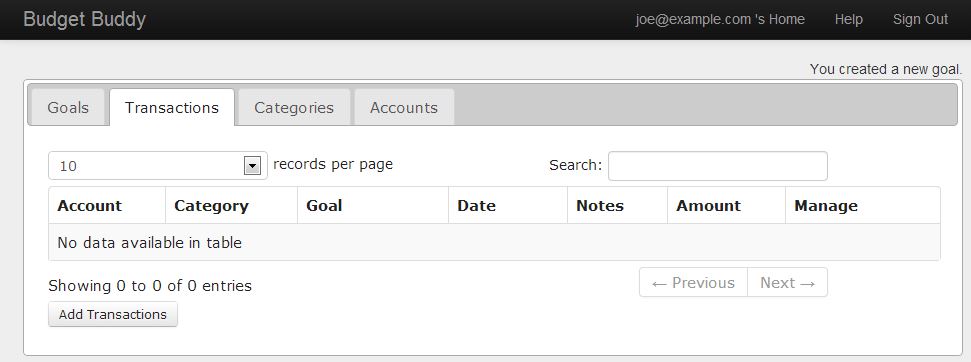 Budget Buddy joe@example.com 's Home Help Sign Out
You created a new goal.
Goals Transactions Categories Accounts
10 records per page Search:
Account Category Goal Date Notes Amount Manage
No data available in table
Showing 0 to 0 of 0 entries ← Previous Next →
Add Transactions